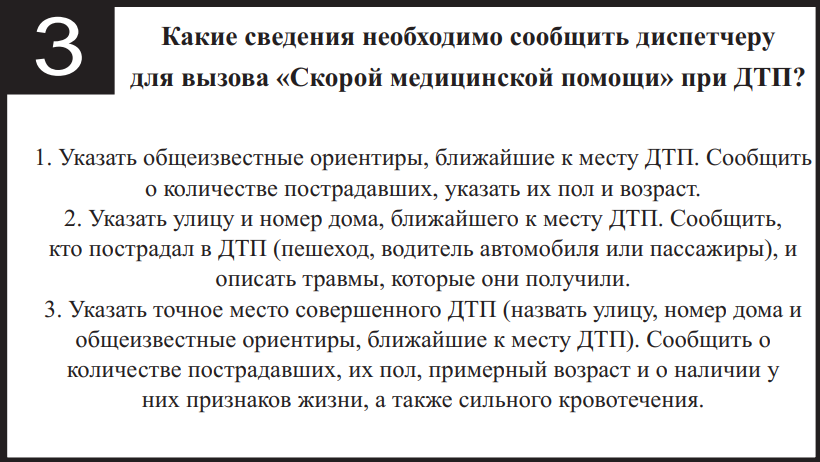 3
Какие сведения необходимо сообщить диспетчеру
для вызова «Скорой медицинской помощи» при ДТП?
1. Указать общеизвестные ориентиры, ближайшие к месту ДТП. Сообщить
о количестве пострадавших, указать их пол и возраст.
2. Указать улицу и номер дома, ближайшего к месту ДТП. Сообщить,
кто пострадал в ДТП (пешеход, водитель автомобиля или пассажиры), и
описать травмы, которые они получили.
3. Указать точное место совершенного ДТП (назвать улицу, номер дома и
общеизвестные ориентиры, ближайшие к месту ДТП). Сообщить о
количестве пострадавших, их пол, примерный возраст и о наличии у
них признаков жизни, а также сильного кровотечения.